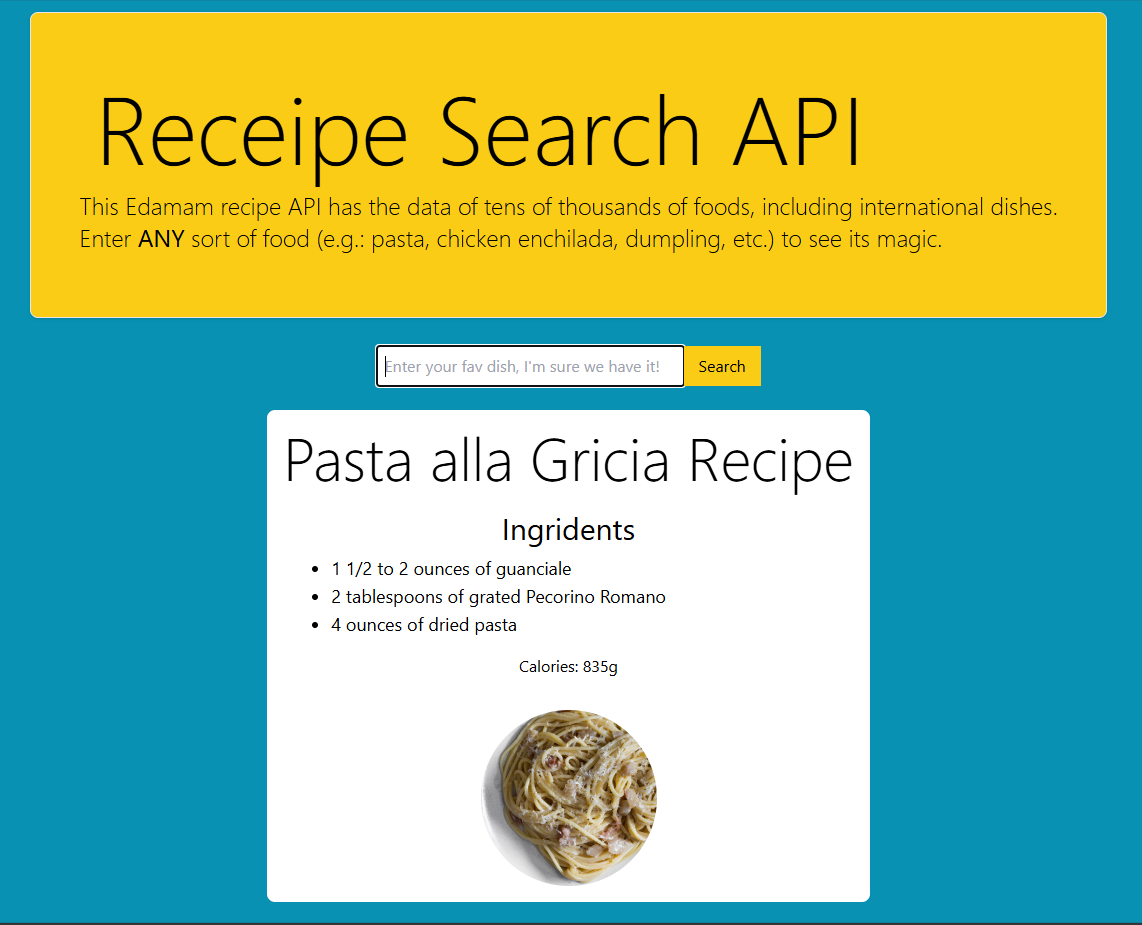 Receipe Search API
This Edamam recipe API has the data of tens of thousands of foods, including international dishes.
Enter ANY sort of food (e.g.: pasta, chicken enchilada, dumpling, etc.) to see its magic.
Enter your fav dish, I'm sure we have it! Search
Pasta alla Gricia Recipe
Ingridents
• 1 1/2 to 2 ounces of guanciale
• 2 tablespoons of grated Pecorino Romano
• 4 ounces of dried pasta
Calories: 835g